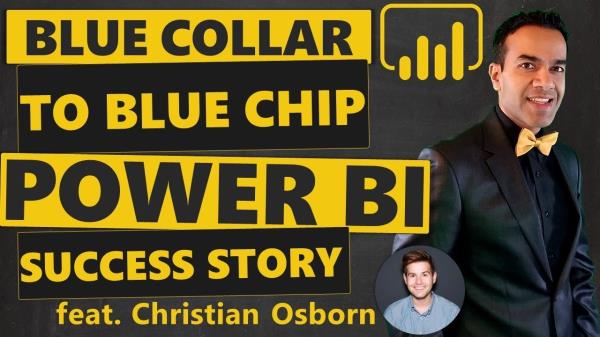 BLUE COLLAR
TO BLUE CHIP
POWER BI
SUCCESS STORY
feat. Christian Osborn